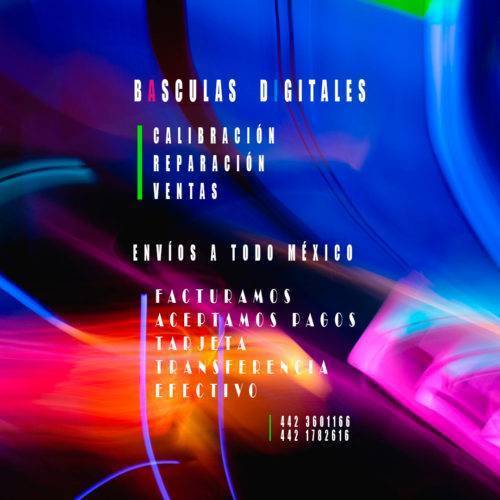 BASCULAS DIGITALES
CALIBRACIÓN
REPARACIÓN
VENTAS
ENVÍOS A TODO MÉXICO
FACTURAMOS
ACEPTAMOS PAGOS
TARJETA
TRANSFERENCIA
EFECTIVO
442 3601166
442 1782616